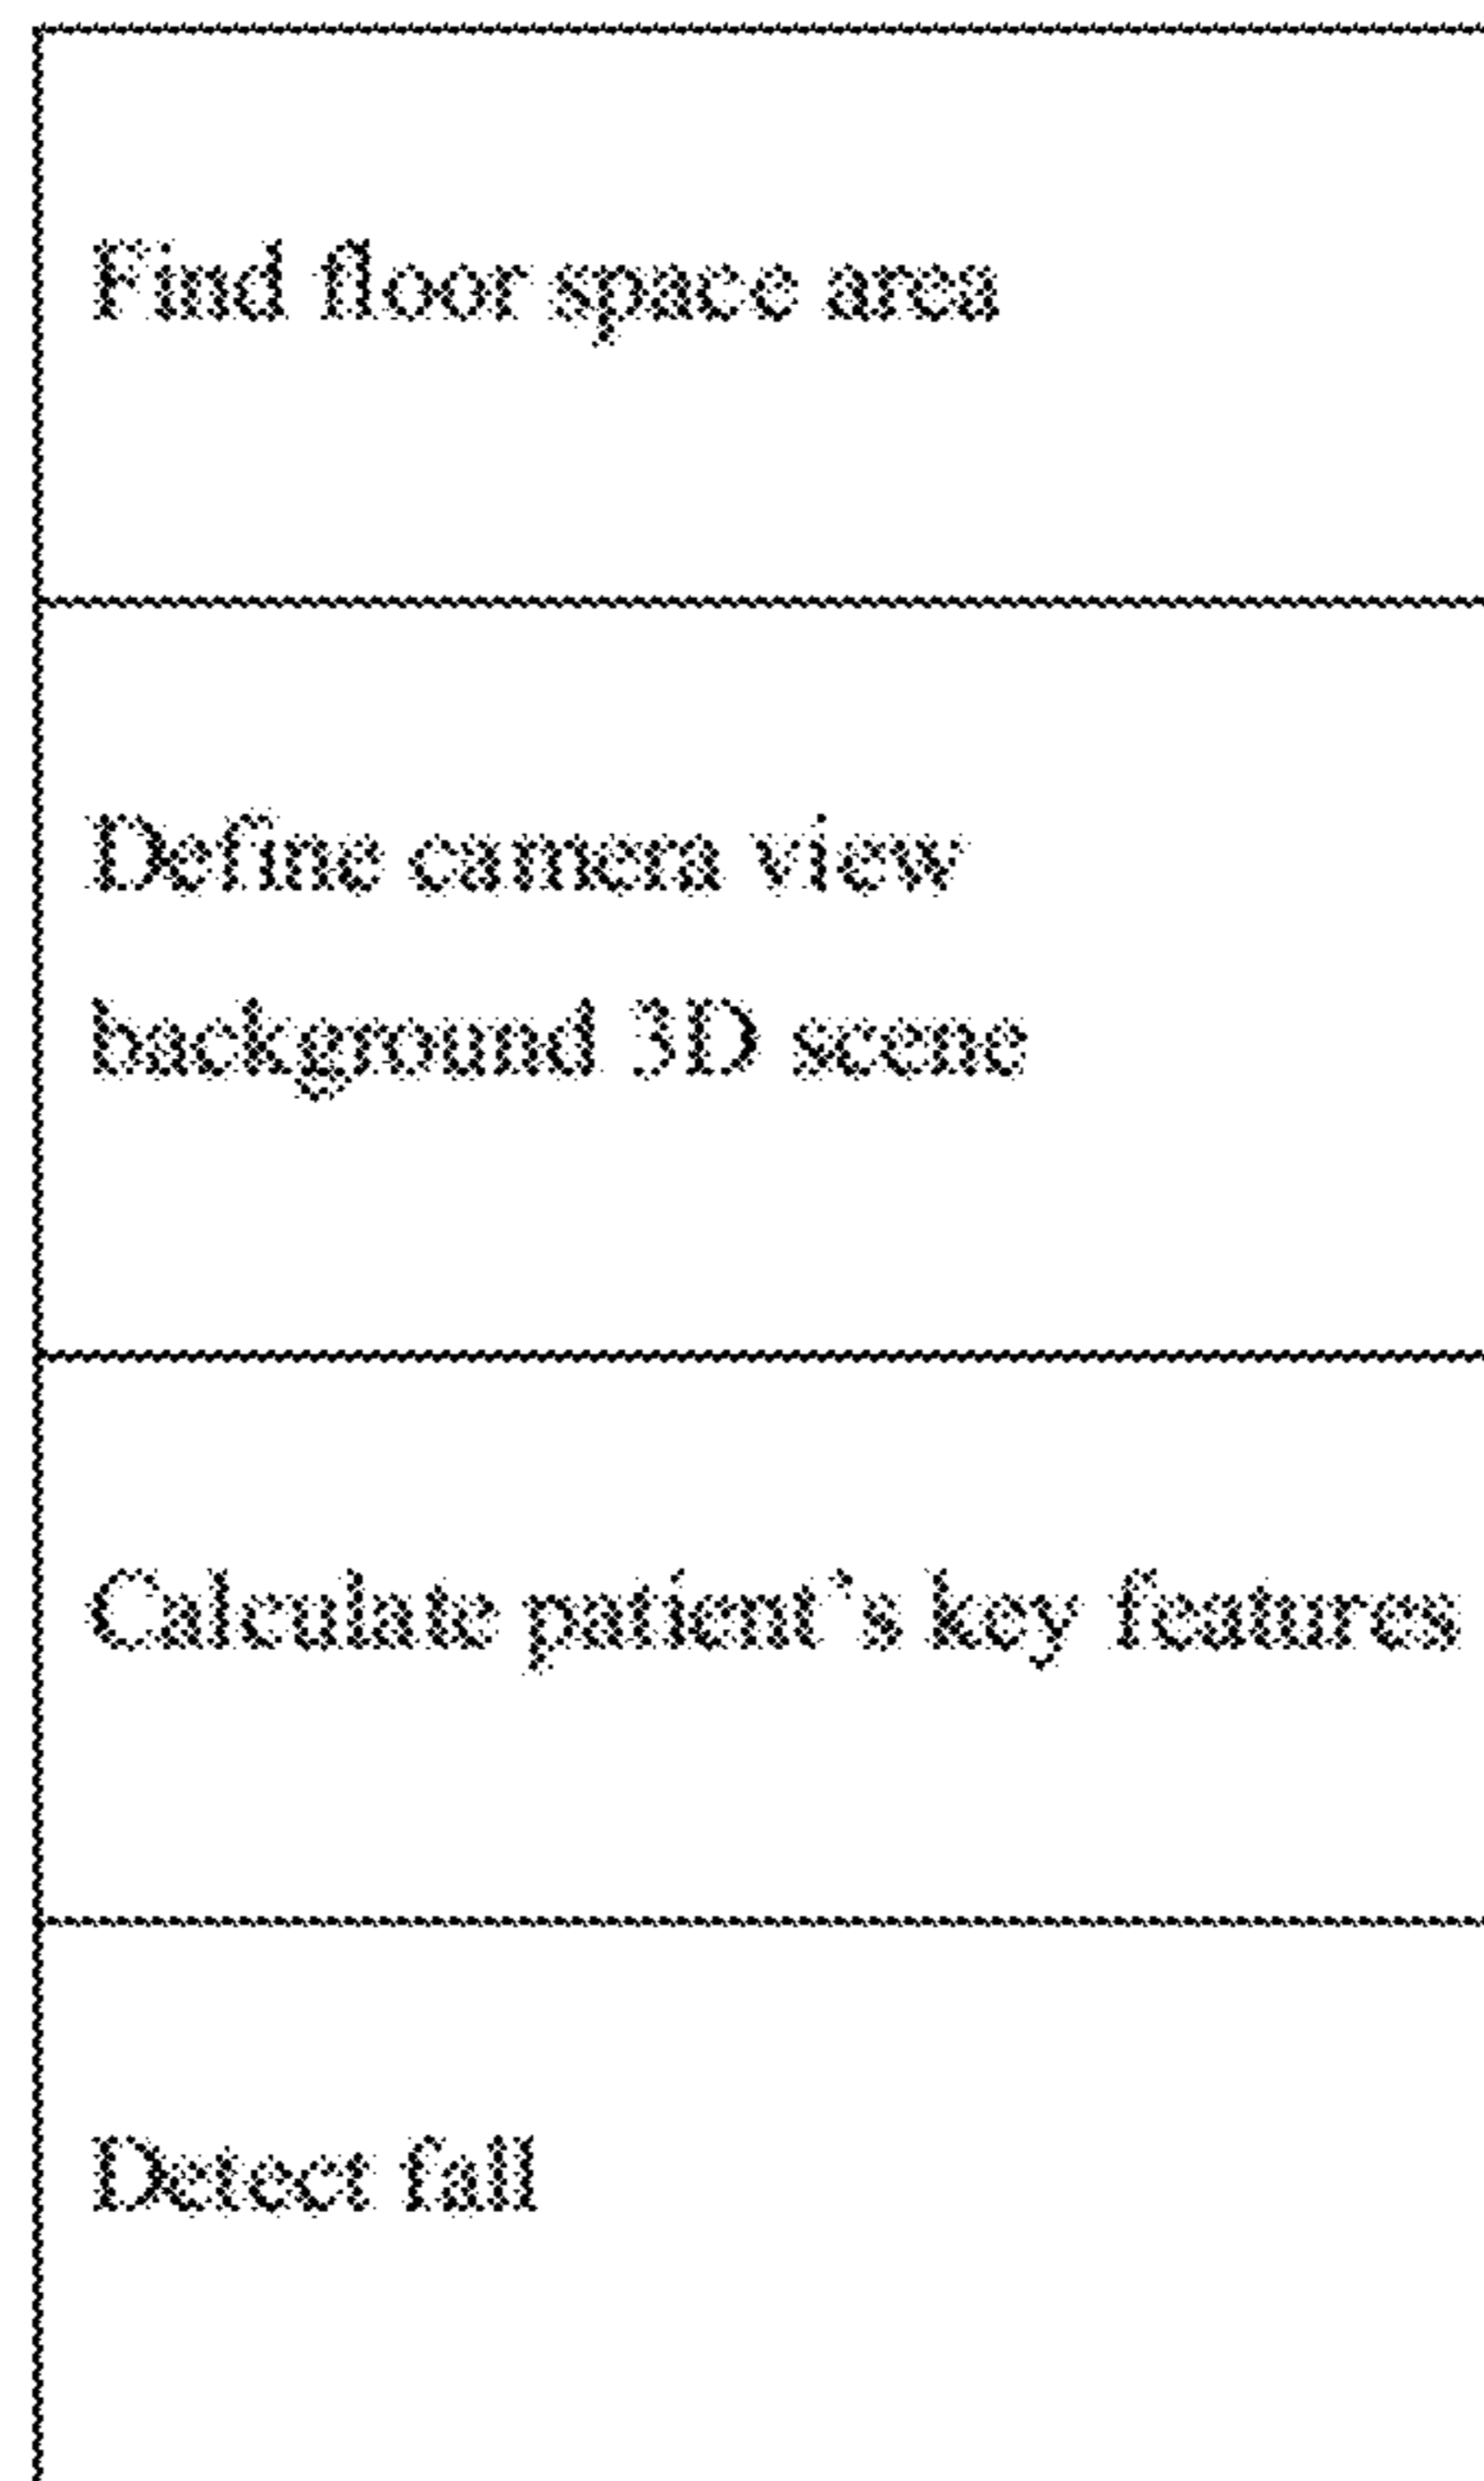 Find floor space area
Define camera view
background 3D scene
Calculate patient's key features
Detect fall